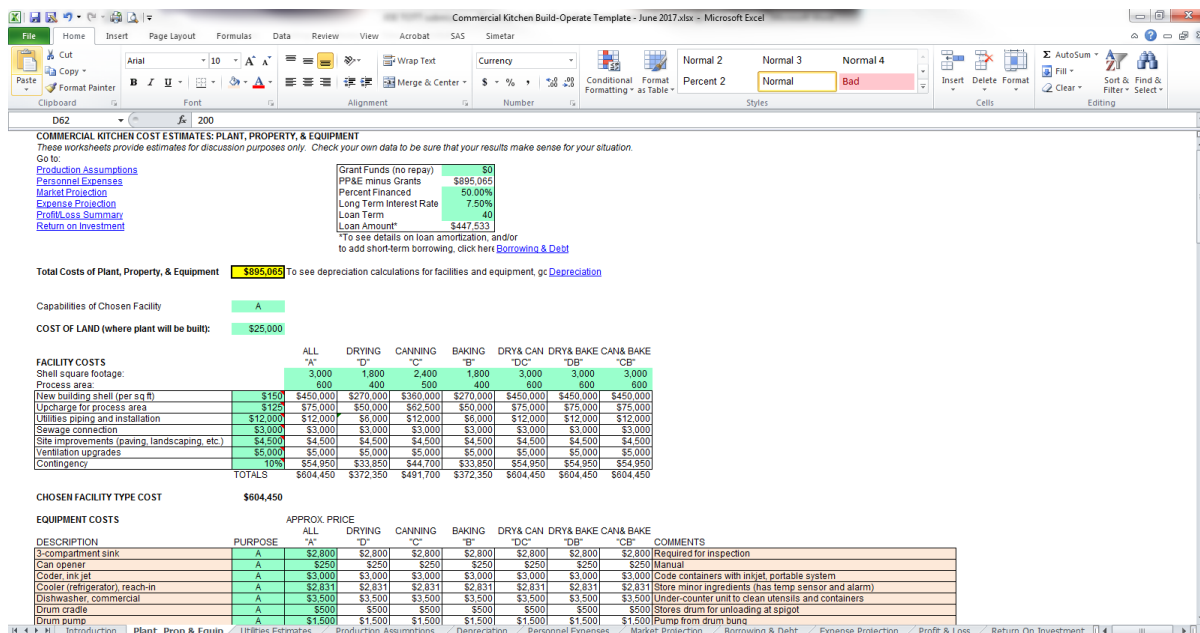 Commercial Kitchen Build-Operate Template - June 2017.xlsx - Microsoft Excel
File Home Insert Page Layout Formulas Data Review View Acrobat SAS Simetar
Paste Cut Copy Format Painter Arial 10 B I U Wrap Text Merge & Center Currency $ % , Conditional Formatting Format as Table Normal 2 Normal 3 Normal 4 Percent 2 Normal Bad Insert Delete Format AutoSum Fill Clear Sort & Filter Find & Select
Clipboard Font Alignment Number Styles Cells Editing
D62 fx 200
COMMERCIAL KITCHEN COST ESTIMATES: PLANT, PROPERTY, & EQUIPMENT
These worksheets provide estimates for discussion purposes only. Check your own data to be sure that your results make sense for your situation.
Go to:
Production Assumptions Grant Funds (no repay) $0
Personnel Expenses PP&E minus Grants $895,065
Market Projection Percent Financed 50.00%
Expense Projection Long Term Interest Rate 7.50%
Profit/Loss Summary Loan Term 40
Return on Investment Loan Amount* $447,533
*To see details on loan amortization, and/or
to add short-term borrowing, click here Borrowing & Debt
Total Costs of Plant, Property, & Equipment $895,065 To see depreciation calculations for facilities and equipment, gc Depreciation
Capabilities of Chosen Facility A
COST OF LAND (where plant will be built): $25,000
ALL DRYING CANNING BAKING DRY& CAN DRY& BAKE CAN& BAKE
FACILITY COSTS "A" "D" "C" "B" "DC" "DB" "CB"
Shell square footage: 3,000 1,800 2,400 1,800 3,000 3,000 3,000
Process area: 600 400 500 400 600 600 600
New building shell (per sq ft) $150 $450,000 $270,000 $360,000 $270,000 $450,000 $450,000 $450,000
Upcharge for process area $125 $75,000 $50,000 $62,500 $50,000 $75,000 $75,000 $75,000
Utilities piping and installation $12,000 $12,000 $6,000 $12,000 $6,000 $12,000 $12,000 $12,000
Sewage connection $3,000 $3,000 $3,000 $3,000 $3,000 $3,000 $3,000 $3,000
Site improvements (paving, landscaping, etc.) $4,500 $4,500 $4,500 $4,500 $4,500 $4,500 $4,500 $4,500
Ventilation upgrades $5,000 $5,000 $5,000 $5,000 $5,000 $5,000 $5,000 $5,000
Contingency 10% $54,950 $33,850 $44,700 $33,850 $54,950 $54,950 $54,950
TOTALS $604,450 $372,350 $491,700 $372,350 $604,450 $604,450 $604,450
CHOSEN FACILITY TYPE COST $604,450
EQUIPMENT COSTS APPROX. PRICE
ALL DRYING CANNING BAKING DRY& CAN DRY& BAKE CAN& BAKE
DESCRIPTION PURPOSE "A" "D" "C" "B" "DC" "DB" "CB" COMMENTS
3-compartment sink A $2,800 $2,800 $2,800 $2,800 $2,800 $2,800 $2,800 Required for inspection
Can opener A $250 $250 $250 $250 $250 $250 $250 Manual
Coder, ink jet A $3,000 $3,000 $3,000 $3,000 $3,000 $3,000 $3,000 Code containers with inkjet, portable system
Cooler (refrigerator), reach-in A $2,831 $2,831 $2,831 $2,831 $2,831 $2,831 $2,831 Store minor ingredients (has temp sensor and alarm)
Dishwasher, commercial A $3,500 $3,500 $3,500 $3,500 $3,500 $3,500 $3,500 Under-counter unit to clean utensils and containers
Drum cradle A $500 $500 $500 $500 $500 $500 $500 Stores drum for unloading at spigot
Drum pump A $1,500 $1,500 $1,500 $1,500 $1,500 $1,500 $1,500 Pump from drum bung
Introduction Plant, Prop & Equip Utilities Estimates Production Assumptions Depreciation Personnel Expenses Market Projection Borrowing & Debt Expense Projection Profit & Loss Return On Investment